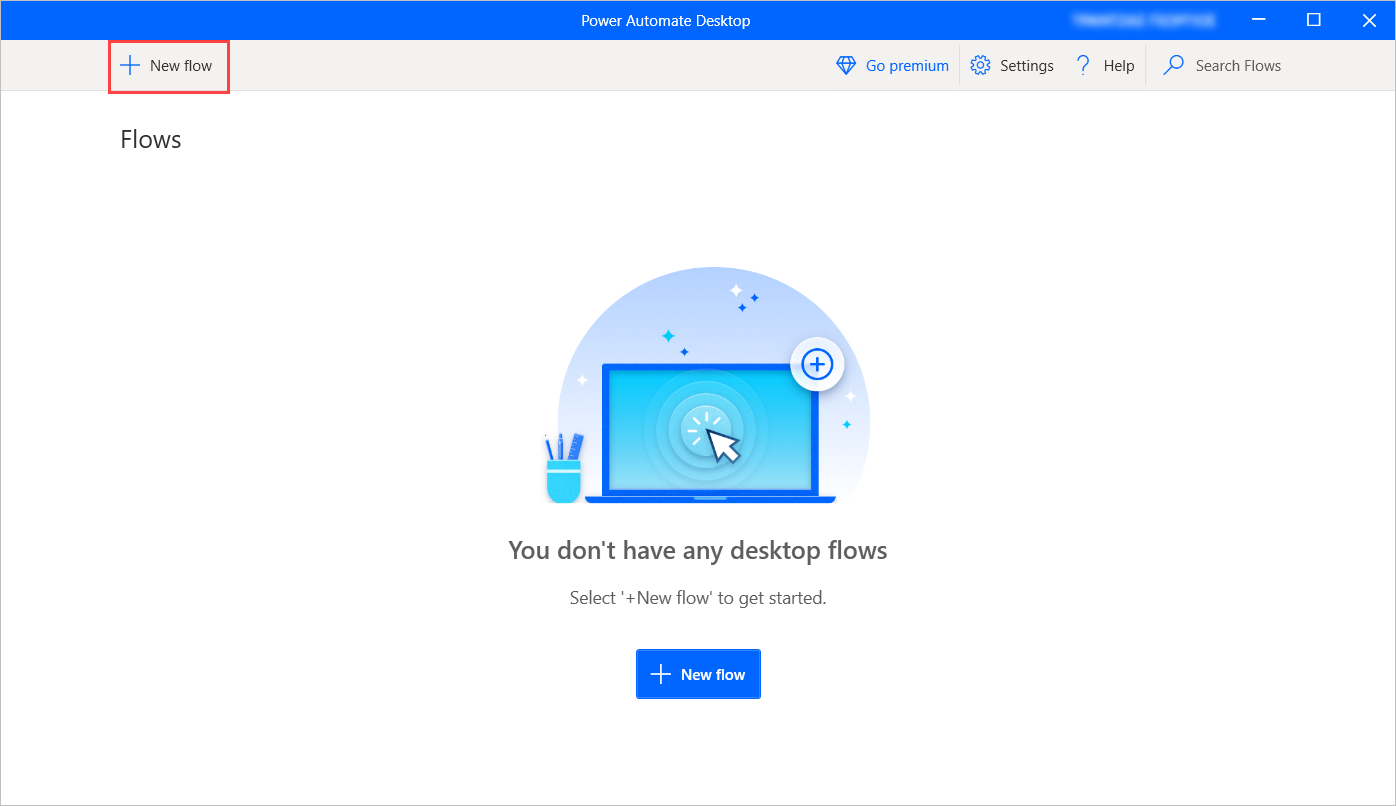 Power Automate Desktop
New flow
Go premium
Settings
? Help
Search Flows
Flows
You don't have any desktop flows
Select '+New flow' to get started.
New flow